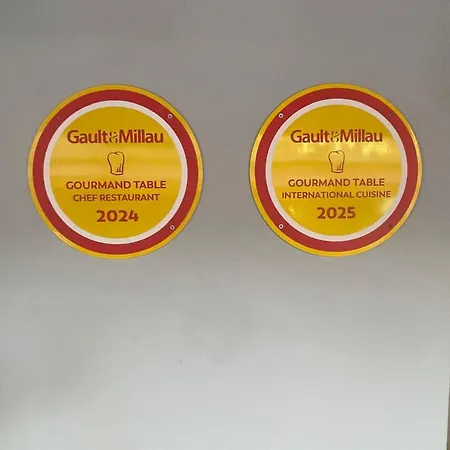 Gault&Millau
GOURMAND TABLE
CHEF RESTAURANT
2024
Gault&Millau
GOURMAND TABLE
INTERNATIONAL CUISINE
2025